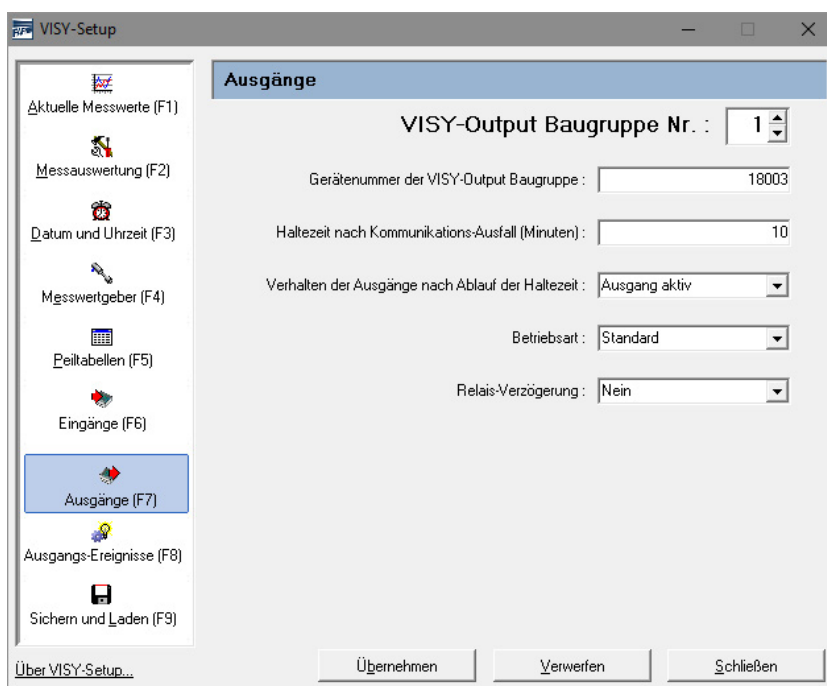 VISY-Setup
Aktuelle Messwerte (F1)
Messauswertung (F2)
Datum und Uhrzeit (F3)
Messwertgeber (F4)
Peiltabellen (F5)
Eingänge (F6)
Ausgänge (F7)
Ausgangs-Ereignisse (F8)
Sichern und Laden (F9)
Über VISY-Setup...
Ausgänge
VISY-Output Baugruppe Nr. : 1
Gerätenummer der VISY-Output Baugruppe : 18003
Haltezeit nach Kommunikations-Ausfall (Minuten) : 10
Verhalten der Ausgänge nach Ablauf der Haltezeit : Ausgang aktiv
Betriebsart : Standard
Relais-Verzögerung : Nein
Übernehmen
Verwerfen
Schließen